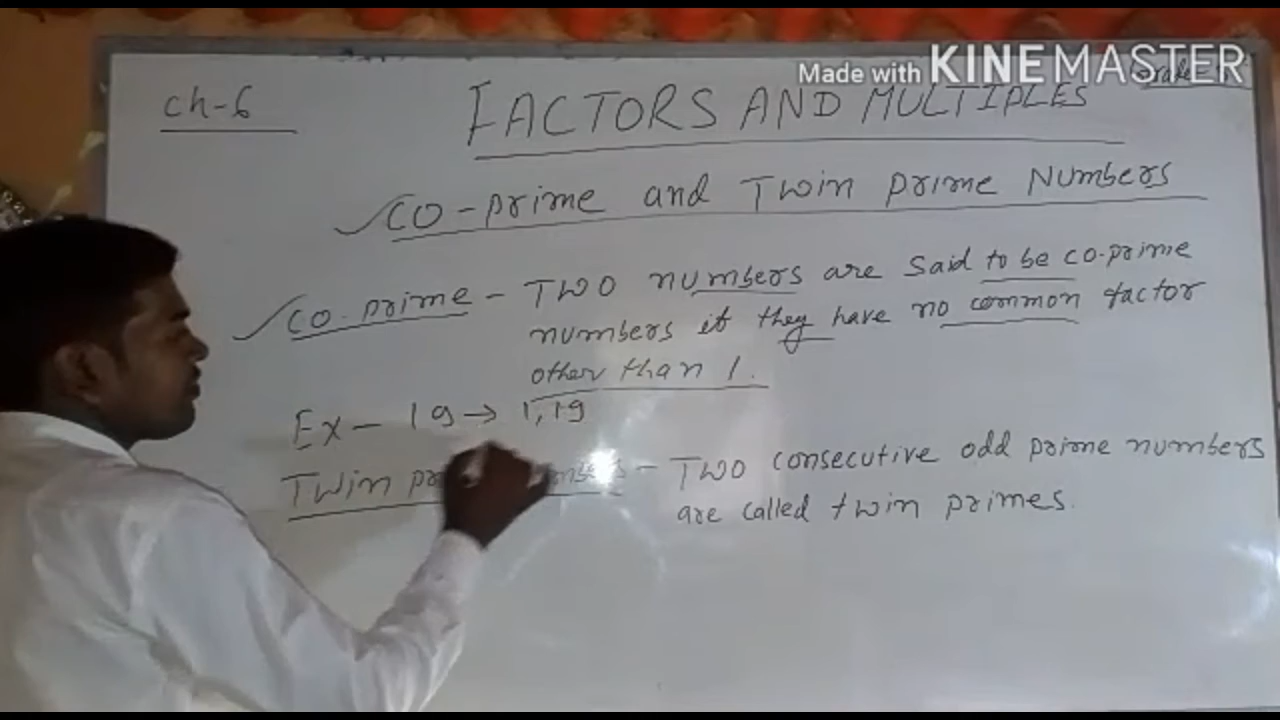 Made with KINEMASTER
Ch-6
FACTORS AND MULTIPLES
CO-prime and Twin prime Numbers
CO-prime - Two numbers are said to be co-prime
numbers if they have no common factor
other than 1.
Ex - 19 → 1, 19
Twin - Two consecutive odd prime numbers
are called twin primes.